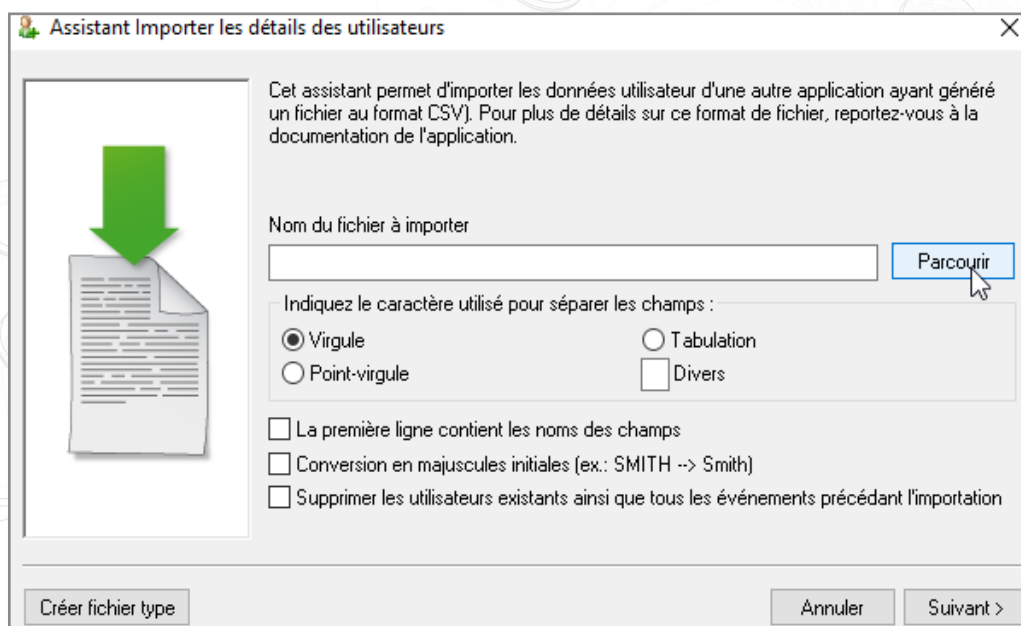 Assistant Importer les détails des utilisateurs
Cet assistant permet d'importer les données utilisateur d'une autre application ayant généré
un fichier au format CSV). Pour plus de détails sur ce format de fichier, reportez-vous à la
documentation de l'application.
Nom du fichier à importer
Parcourir
Indiquez le caractère utilisé pour séparer les champs :
Virgule
Tabulation
Point-virgule
Divers
La première ligne contient les noms des champs
Conversion en majuscules initiales (ex.: SMITH --> Smith)
Supprimer les utilisateurs existants ainsi que tous les événements précédant l'importation
Créer fichier type
Annuler
Suivant >